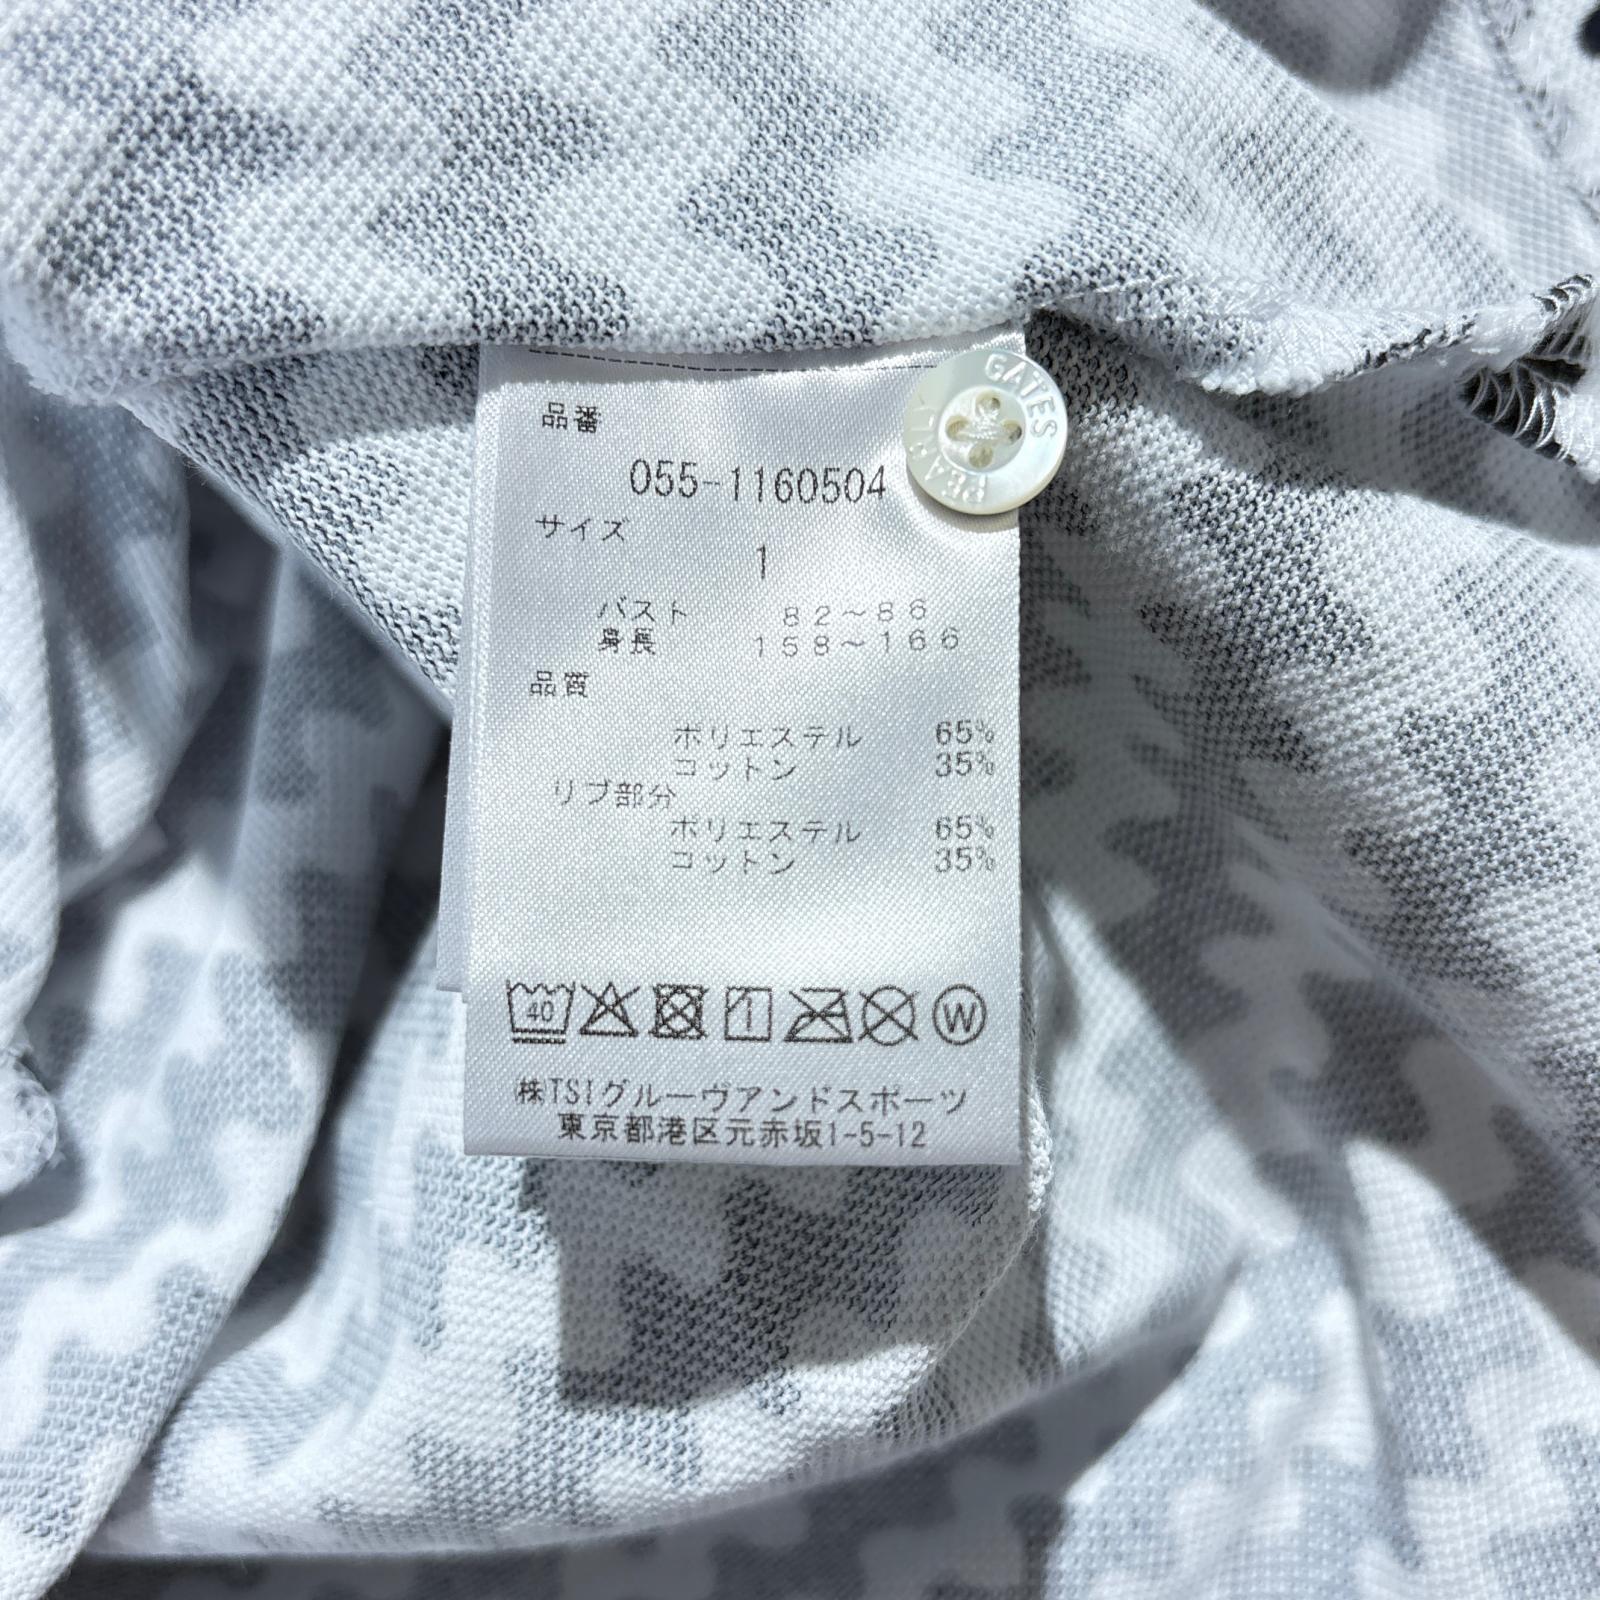 GATES
PEARLY
品番
055-1160504
サイズ
1
バスト 82~86
身長 158~166
品質
ポリエステル 65%
コットン 35%
リブ部分
ポリエステル 65%
コットン 35%
40
W
㈱TSIグルーヴアンドスポーツ
東京都港区元赤坂1-5-12